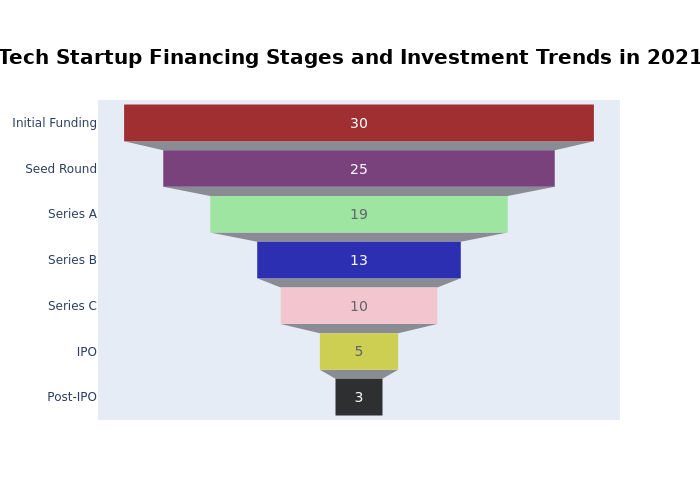 Tech Startup Financing Stages and Investment Trends in 2021
Initial Funding 30
Seed Round 25
Series A 19
Series B 13
Series C 10
IPO 5
Post-IPO 3